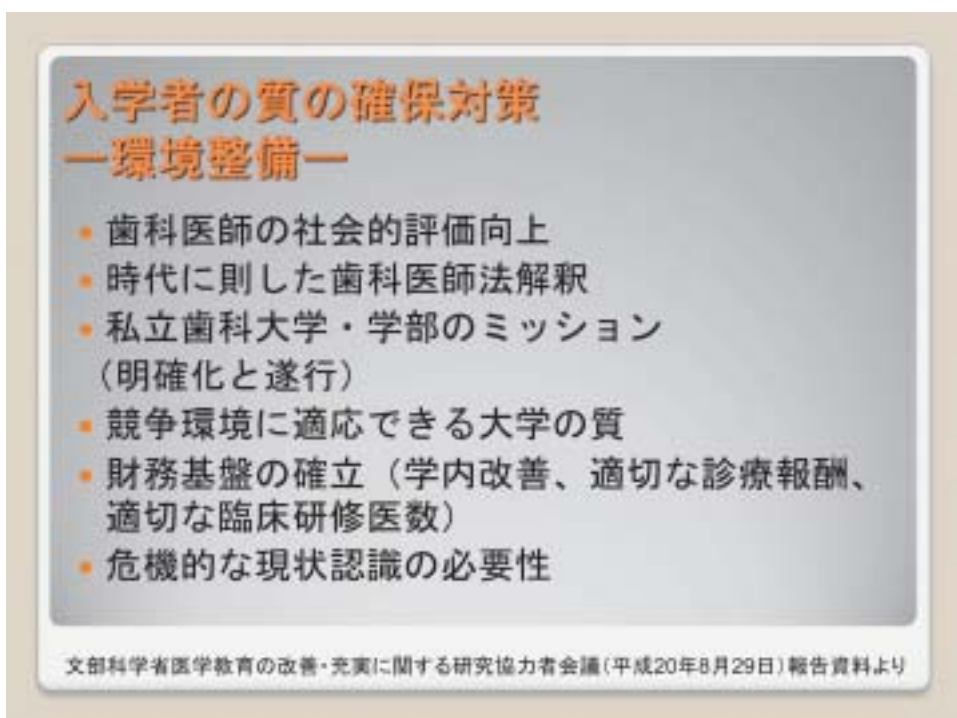 入学者の質の確保対策
ー環境整備ー
• 歯科医師の社会的評価向上
• 時代に則した歯科医師法解釈
• 私立歯科大学・学部のミッション
（明確化と遂行）
• 競争環境に適応できる大学の質
• 財務基盤の確立（学内改善、適切な診療報酬、
適切な臨床研修医数）
• 危機的な現状認識の必要性
文部科学省医学教育の改善・充実に関する研究協力者会議（平成20年8月29日）報告資料より